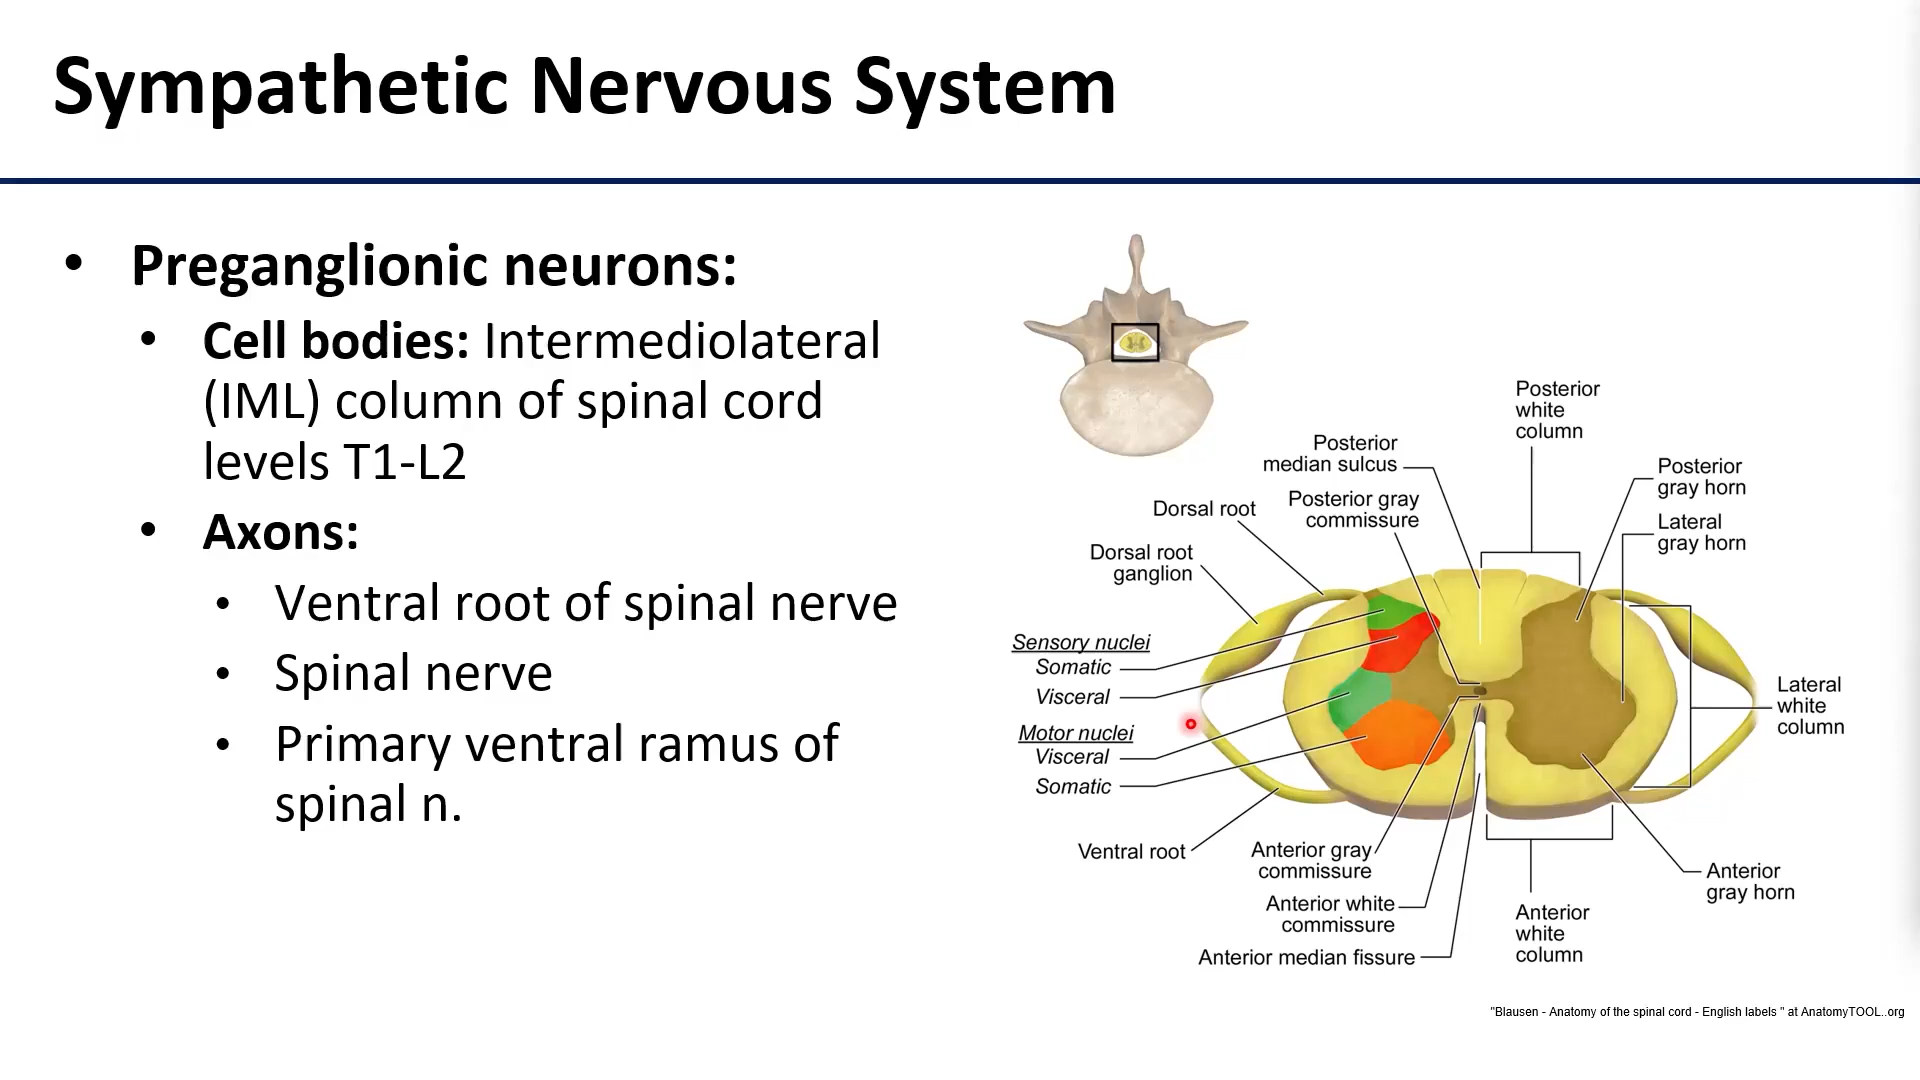 Sympathetic Nervous System
• Preganglionic neurons:
• Cell bodies: Intermediolateral
(IML) column of spinal cord
levels T1-L2
• Axons:
• Ventral root of spinal nerve
• Spinal nerve
• Primary ventral ramus of
spinal n.
Posterior
white
column
Posterior
median sulcus
Posterior
gray horn
Posterior gray
commissure
Dorsal root
Lateral
gray horn
Dorsal root
ganglion
Sensory nuclei
Somatic
Visceral
Motor nuclei
Visceral
Somatic
Lateral
white
column
Ventral root
Anterior gray
commissure
Anterior white
commissure
Anterior median fissure
Anterior
white
column
Anterior
gray horn
"Blausen - Anatomy of the spinal cord - English labels " at AnatomyTOOL..org